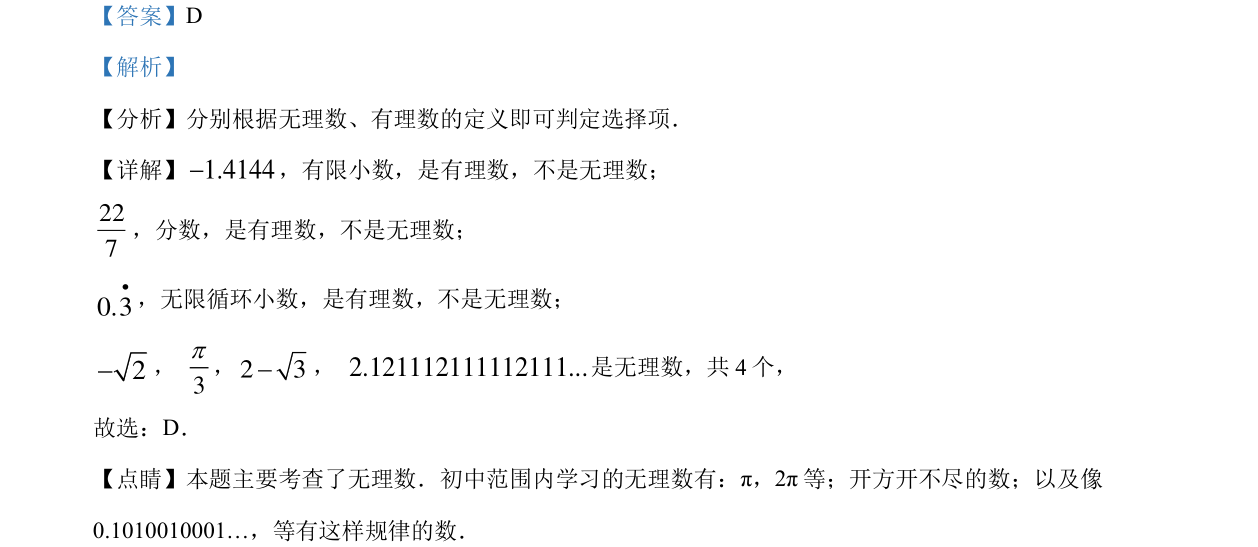 【答案】D
【解析】
【分析】分别根据无理数、有理数的定义即可判定选择项．
【详解】−1.4144，有限小数，是有理数，不是无理数；
22/7，分数，是有理数，不是无理数；
0.3̇，无限循环小数，是有理数，不是无理数；
−√2， π/3，2−√3， 2.121112111112111...是无理数，共 4 个，
故选：D．
【点睛】本题主要考查了无理数．初中范围内学习的无理数有：π，2π 等；开方开不尽的数；以及像
0.1010010001…，等有这样规律的数．